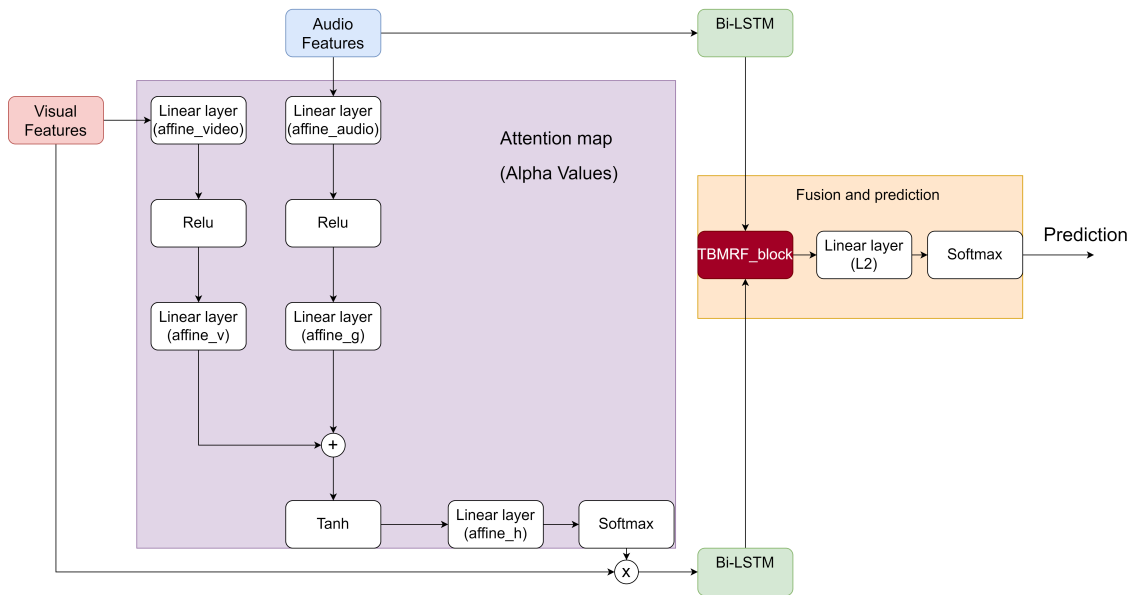 Audio
Features
Bi-LSTM
Visual
Features
Linear layer
(affine_video)
Linear layer
(affine_audio)
Attention map
(Alpha Values)
Relu
Relu
Linear layer
(affine_v)
Linear layer
(affine_g)
+
Tanh
Linear layer
(affine_h)
Softmax
x
Bi-LSTM
Fusion and prediction
TBMRF_block
Linear layer
(L2)
Softmax
Prediction